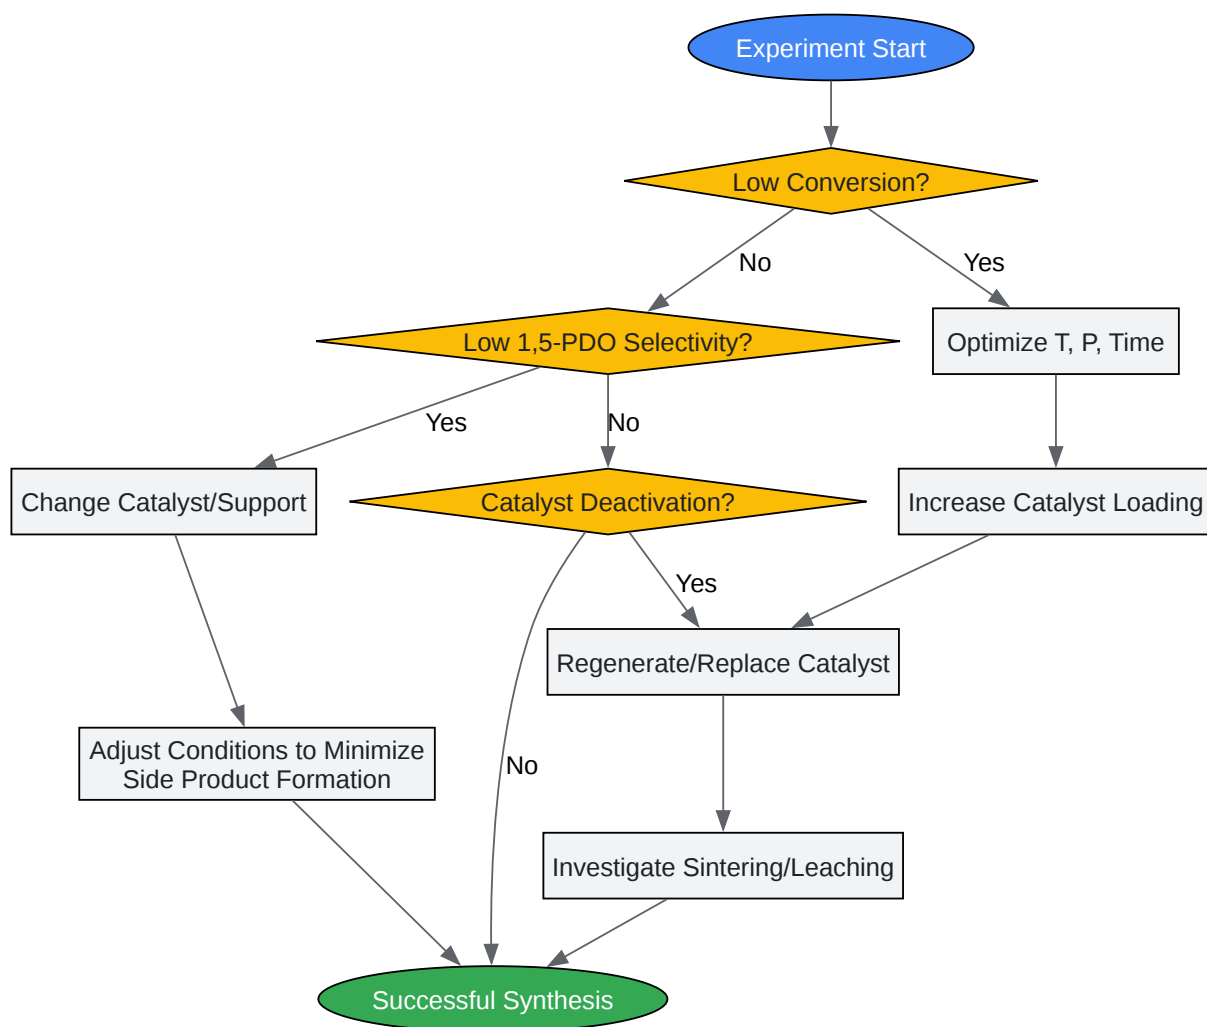 Experiment Start
Low Conversion?
No
Yes
Low 1,5-PDO Selectivity?
Optimize T, P, Time
Yes
No
Change Catalyst/Support
Catalyst Deactivation?
Increase Catalyst Loading
Yes
Regenerate/Replace Catalyst
Adjust Conditions to Minimize
Side Product Formation
No
Investigate Sintering/Leaching
Successful Synthesis